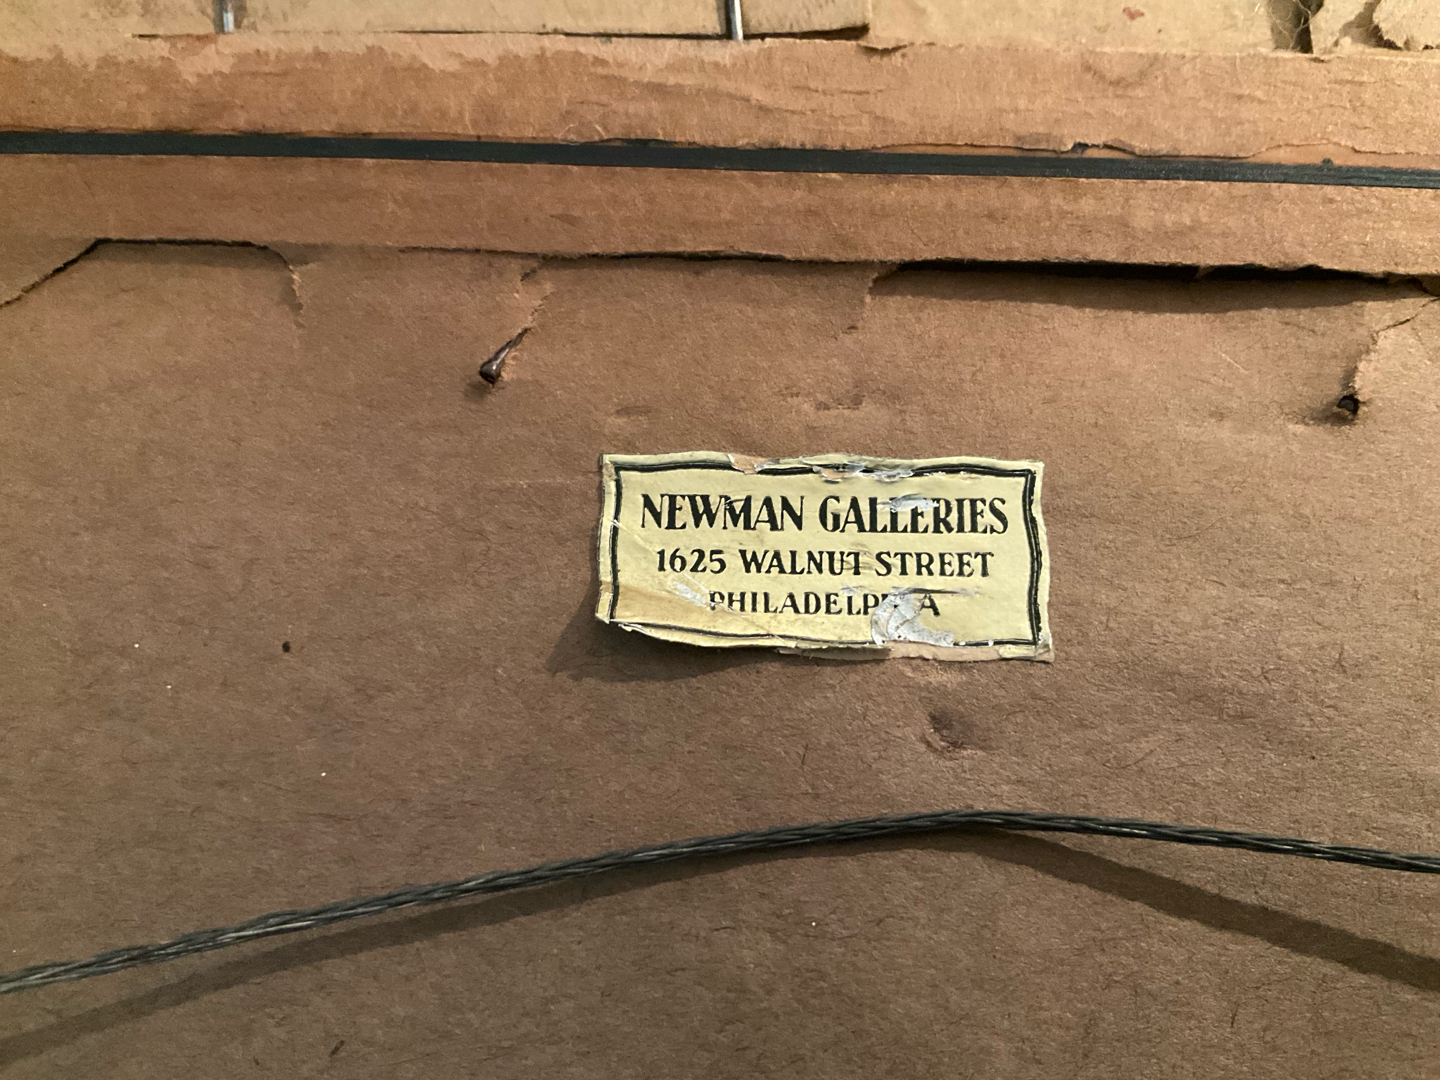 NEWMAN GALLERIES
1625 WALNUT STREET
PHILADELPHIA